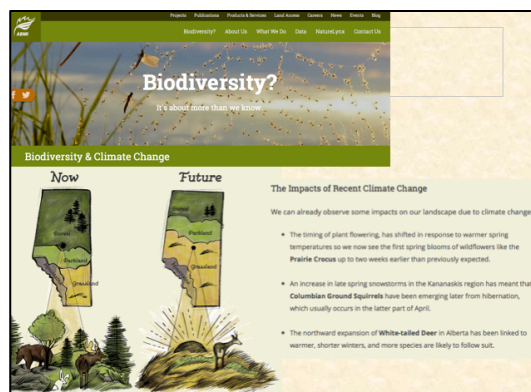 Projects Publications Products & Services Land Access Careers News Events Blog
ABMI
Biodiversity? About Us What We Do Data NatureLynx Contact Us
Biodiversity?
It's about more than we know.
Biodiversity & Climate Change
Now
Future
Boreal
Parkland
Grassland
Boreal
Parkland
Grassland
The Impacts of Recent Climate Change
We can already observe some impacts on our landscape due to climate change
• The timing of plant flowering, has shifted in response to warmer spring
temperatures so we now see the first spring blooms of wildflowers like the
Prairie Crocus up to two weeks earlier than previously expected.
• An increase in late spring snowstorms in the Kananaskis region has meant that
Columbian Ground Squirrels have been emerging later from hibernation,
which usually occurs in the latter part of April.
• The northward expansion of White-tailed Deer in Alberta has been linked to
warmer, shorter winters, and more species are likely to follow suit.